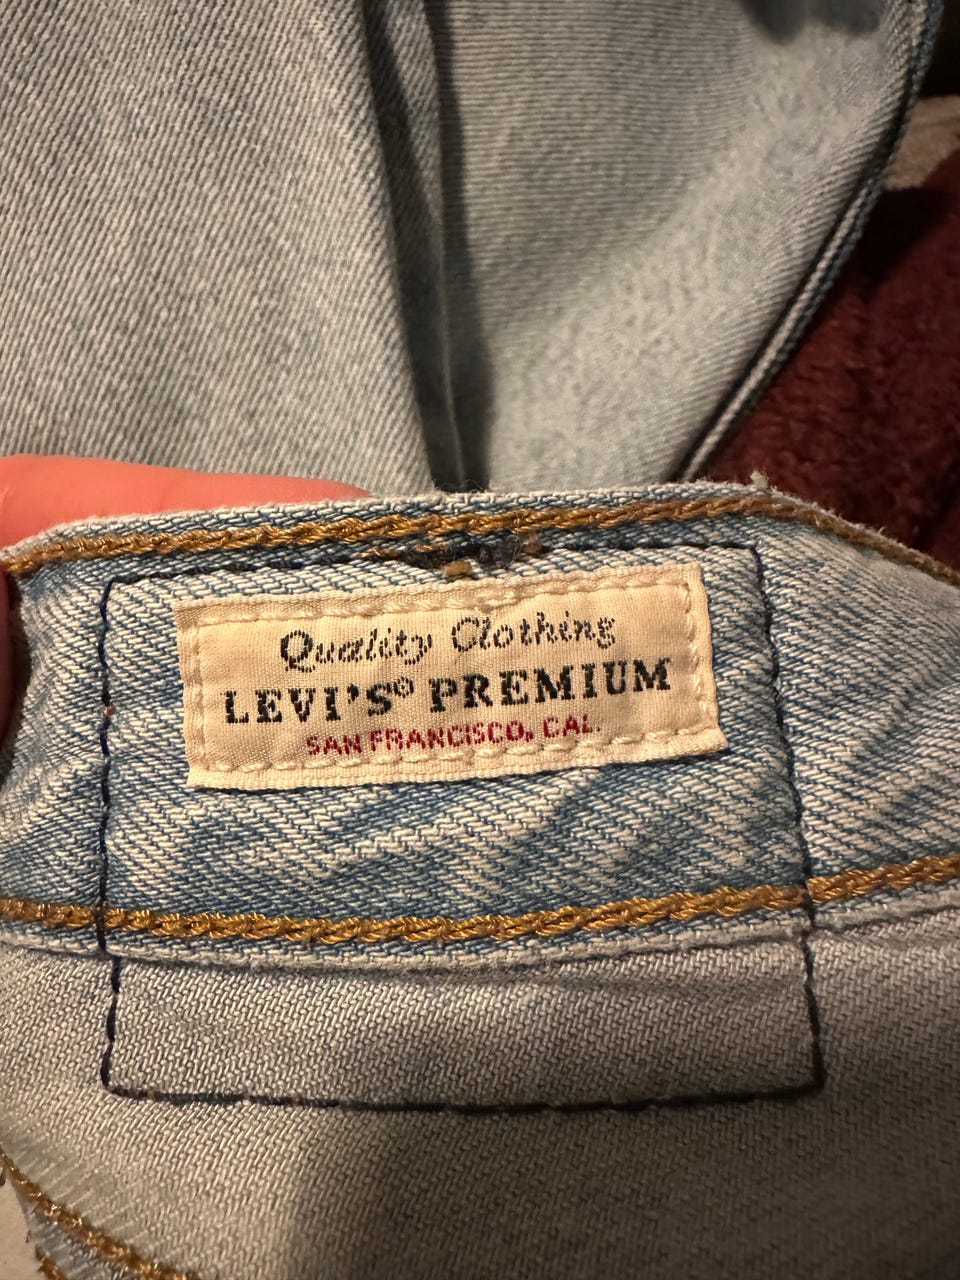 Quality Clothing
LEVI'S® PREMIUM
SAN FRANCISCO, CAL.